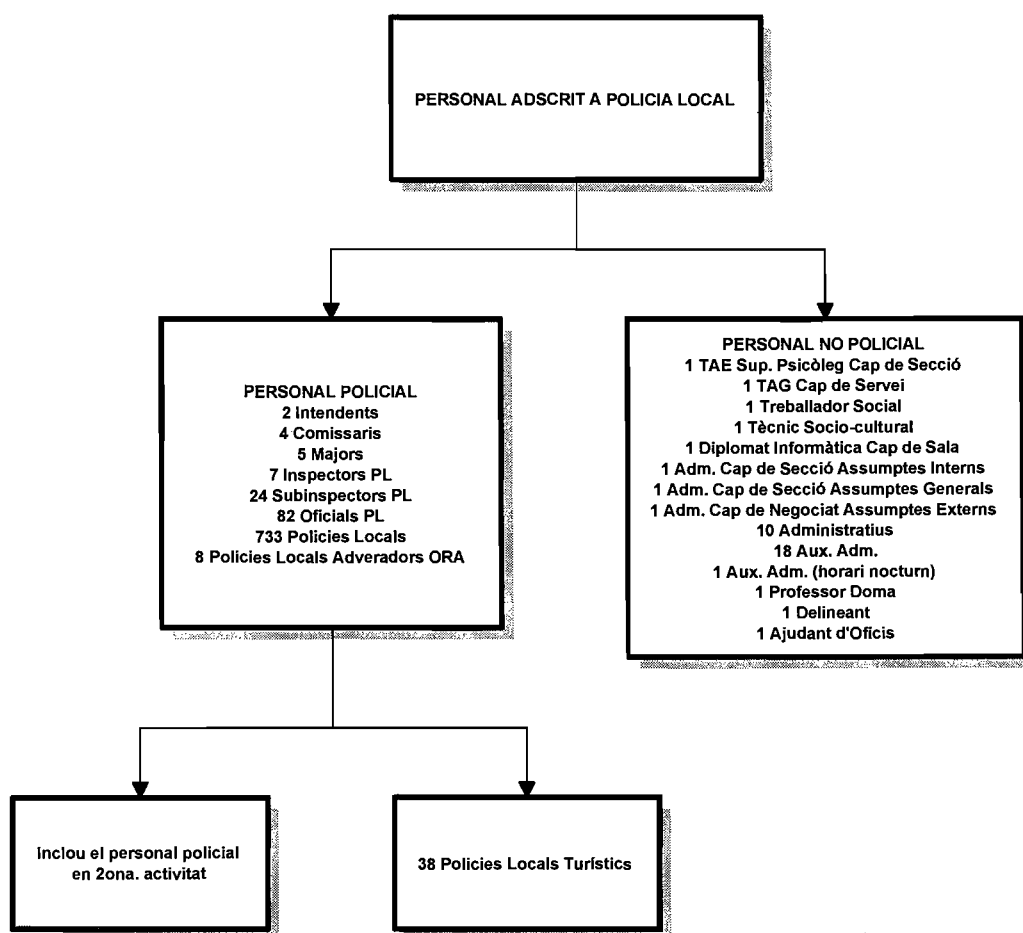 PERSONAL ADSCRIT A POLICIA LOCAL
PERSONAL POLICIAL
2 Intendents
4 Comissaris
5 Majors
7 Inspectors PL
24 Subinspectors PL
82 Oficials PL
733 Policies Locals
8 Policies Locals Adveradors ORA
PERSONAL NO POLICIAL
1 TAE Sup. Psicòleg Cap de Secció
1 TAG Cap de Servei
1 Treballador Social
1 Tècnic Socio-cultural
1 Diplomat Informàtica Cap de Sala
1 Adm. Cap de Secció Assumptes Interns
1 Adm. Cap de Secció Assumptes Generals
1 Adm. Cap de Negociat Assumptes Externs
10 Administratius
18 Aux. Adm.
1 Aux. Adm. (horari nocturn)
1 Professor Doma
1 Delineant
1 Ajudant d'Oficis
Inclou el personal policial
en 2ona. activitat
38 Policies Locals Turístics